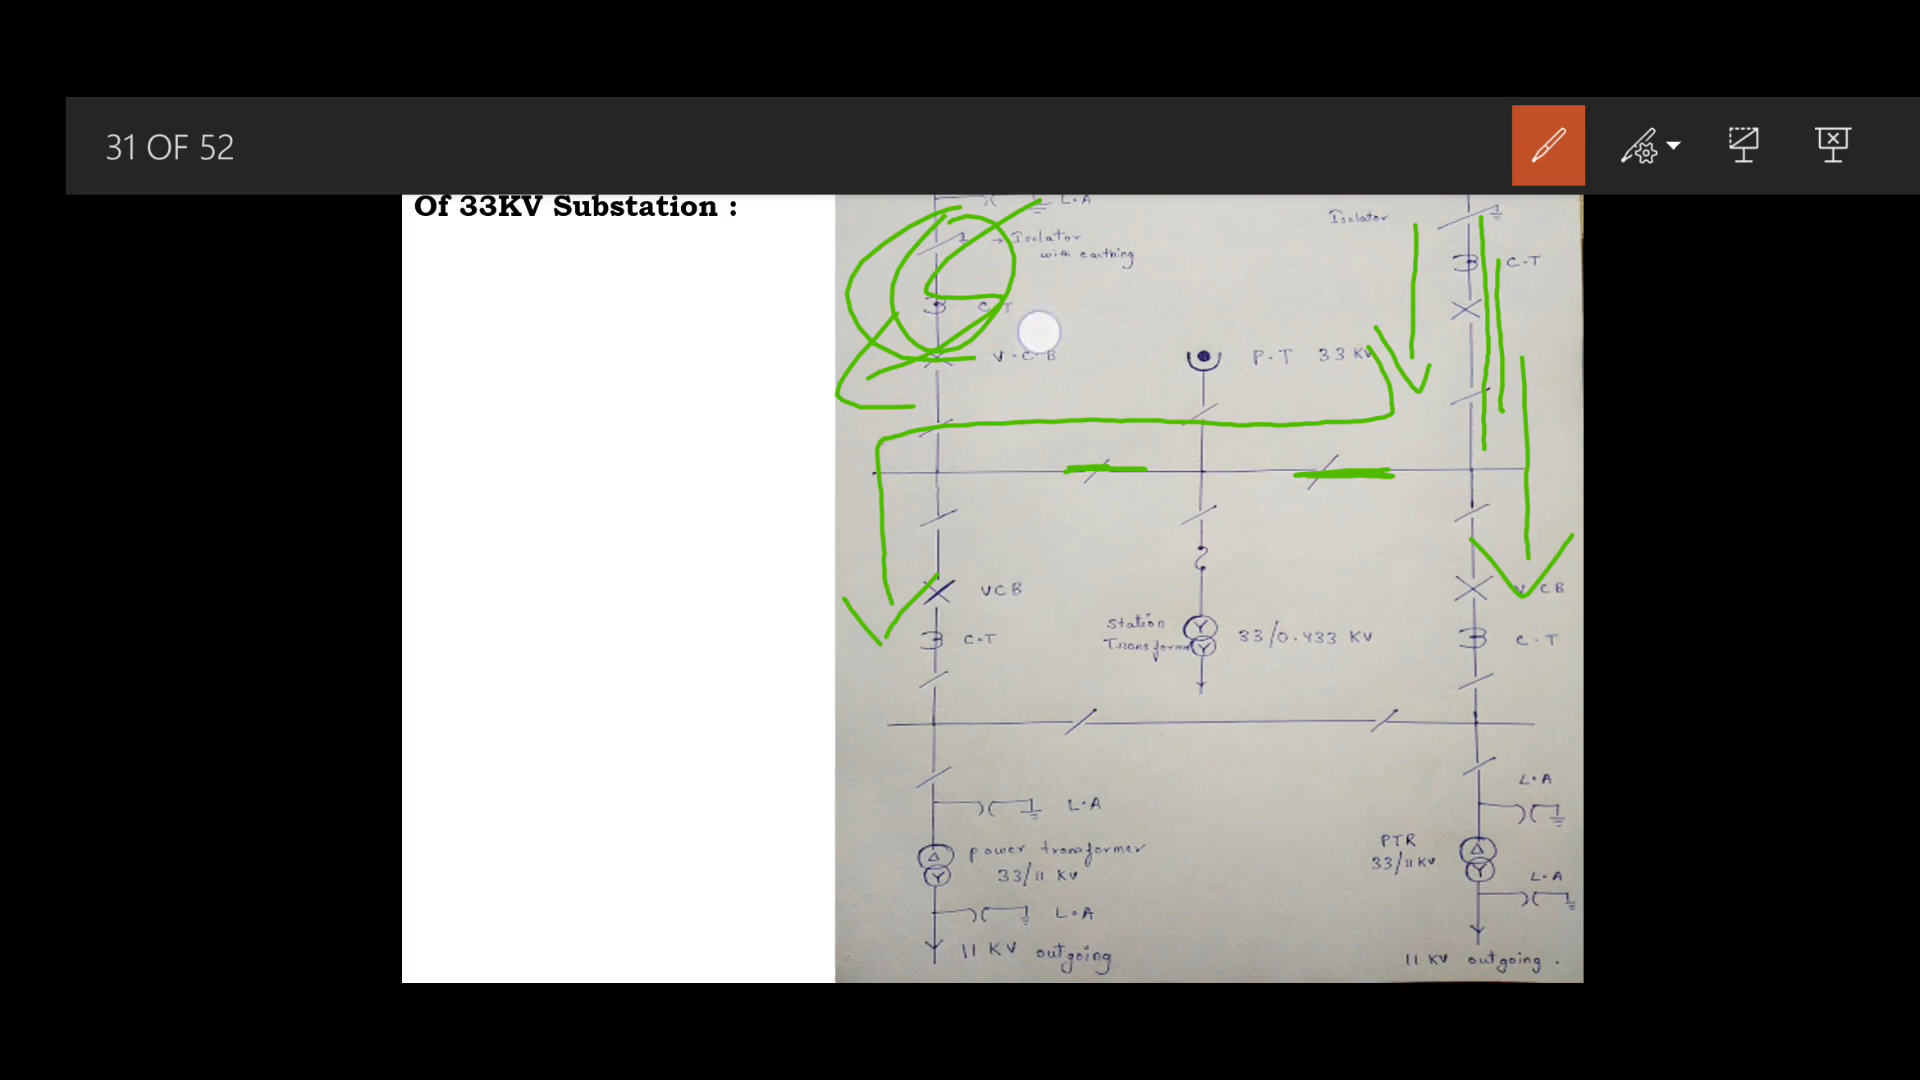 31 OF 52
Of 33KV Substation :
L.A
Isolator
→ Isolator
with earthing
C.T
C.T
V.C.B
P.T 33 KV
VCB
VCB
Station
Transformer
33/0.433 KV
C.T
C.T
L.A
L.A
PTR
33/11 KV
power transformer
33/11 KV
L.A
L.A
11 KV outgoing
11 KV outgoing .